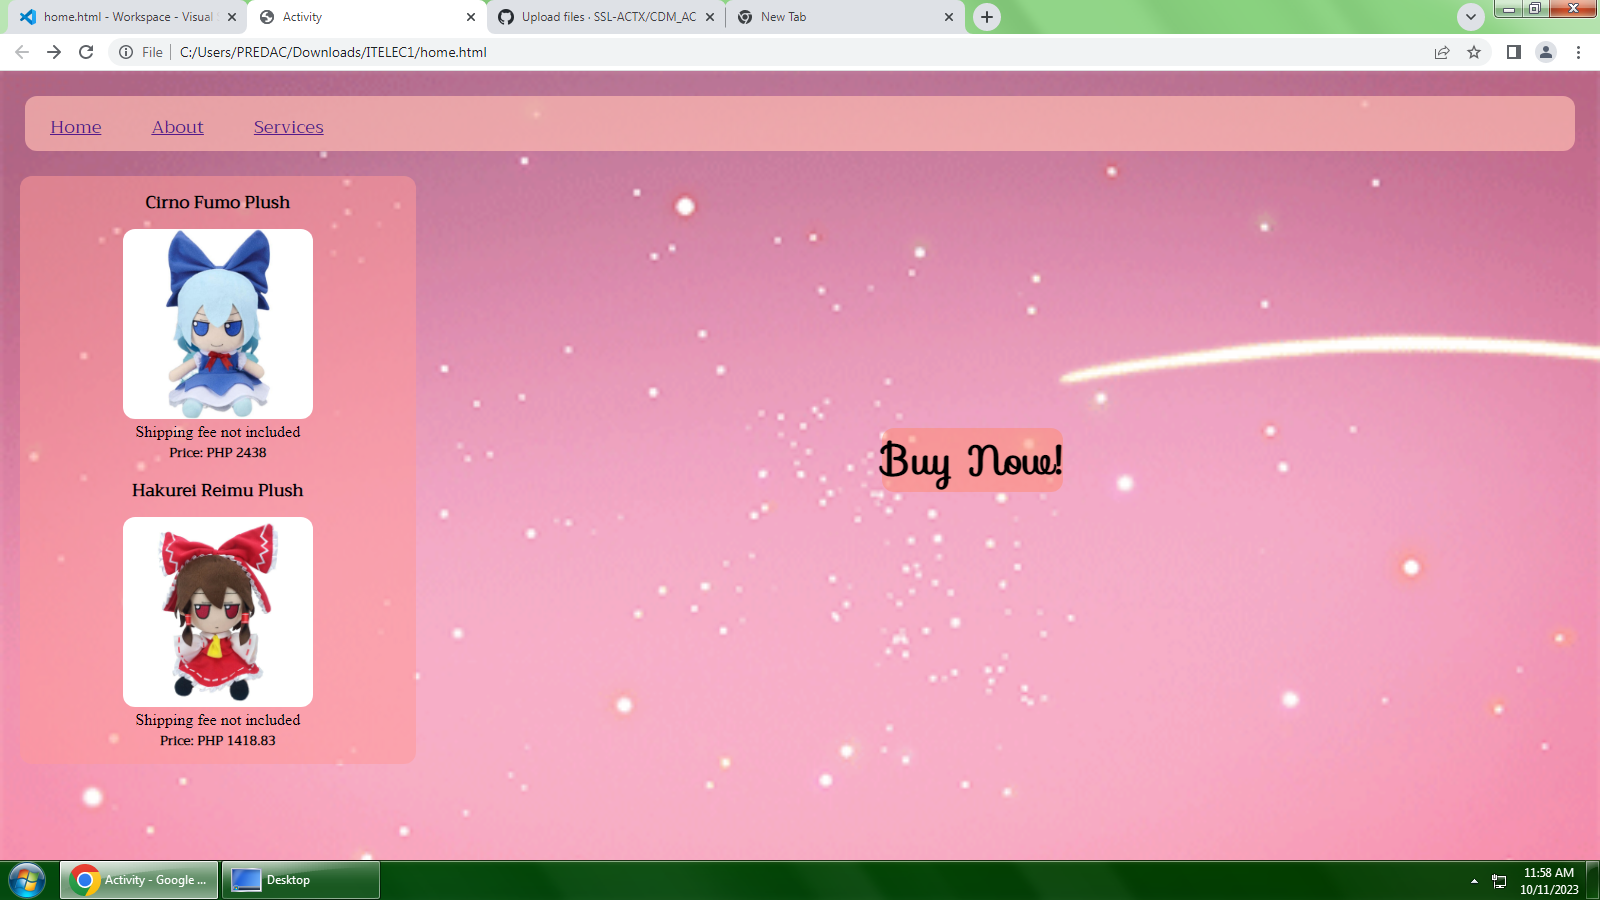 home.html - Workspace - Visual
Activity
Upload files · SSL-ACTX/CDM_AC
New Tab
File
C:/Users/PREDAC/Downloads/ITELEC1/home.html
Home About Services
Cirno Fumo Plush
Shipping fee not included
Price: PHP 2438
Buy Now!
Hakurei Reimu Plush
Shipping fee not included
Price: PHP 1418.83
Activity - Google ...
Desktop
11:58 AM
10/11/2023